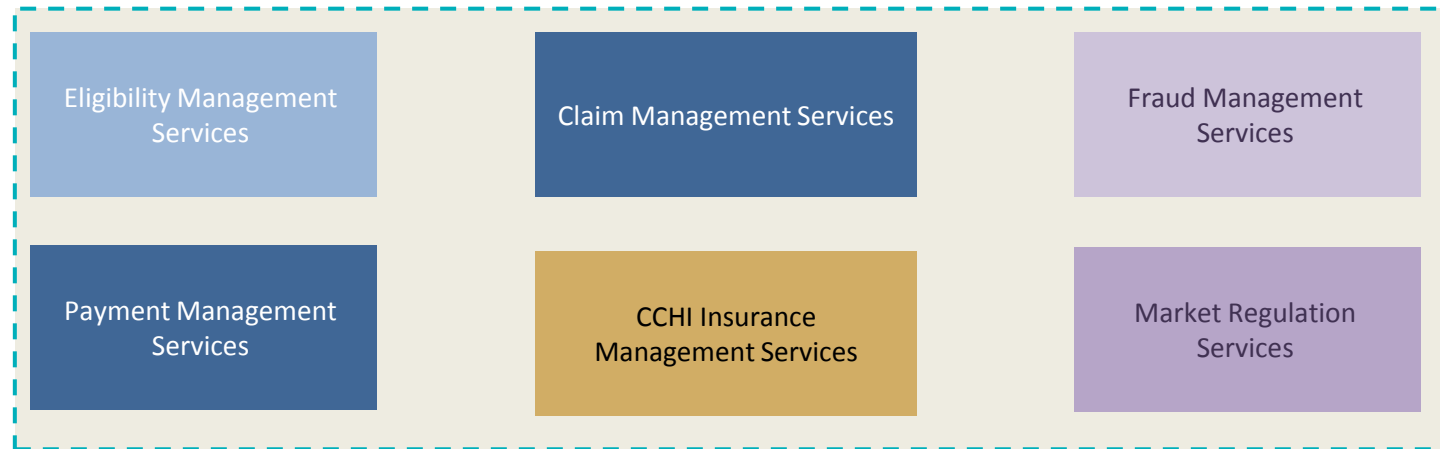 Eligibility Management
Services
Claim Management Services
Fraud Management
Services
Payment Management
Services
CCHI Insurance
Management Services
Market Regulation
Services